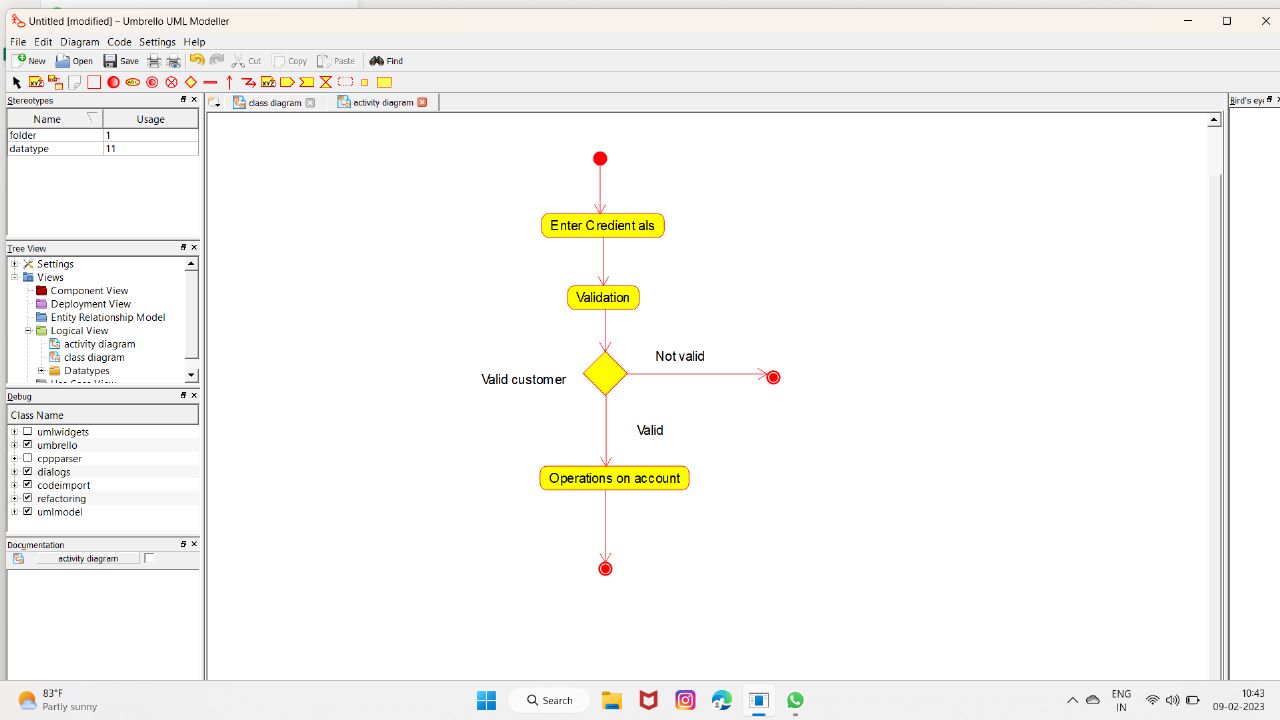 Untitled [modified] – Umbrello UML Modeller
File Edit Diagram Code Settings Help
New Open Save Cut Copy Paste Find
Stereotypes
class diagram activity diagram
Bird's eye
Name Usage
folder 1
datatype 11
Tree View
Settings
Views
Component View
Deployment View
Entity Relationship Model
Logical View
activity diagram
class diagram
Datatypes
Debug
Class Name
umlwidgets
umbrello
cppparser
dialogs
codeimport
refactoring
umlmodel
Documentation
activity diagram
Enter Credient als
Validation
Not valid
Valid customer
Valid
Operations on account
83°F
Partly sunny
Search
ENG
IN
10:43
09-02-2023